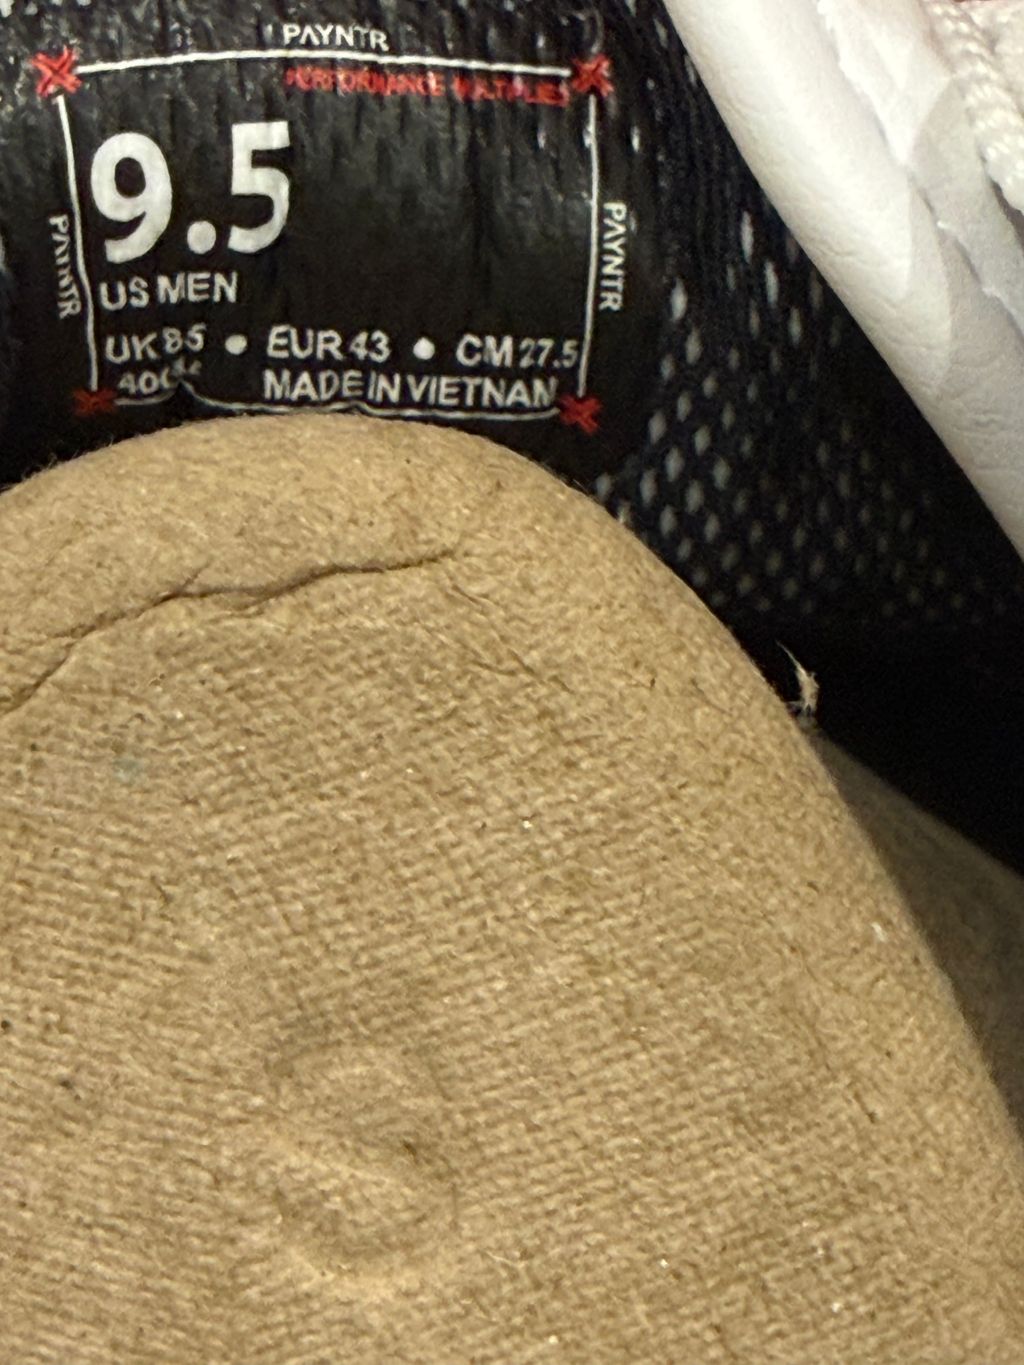 PAYNTR
PERFORMANCE MULTIPLIED
9.5
US MEN
PAYNTR
PAYNTR
UK 8.5 • EUR 43 • CM 27.5
MADE IN VIETNAM